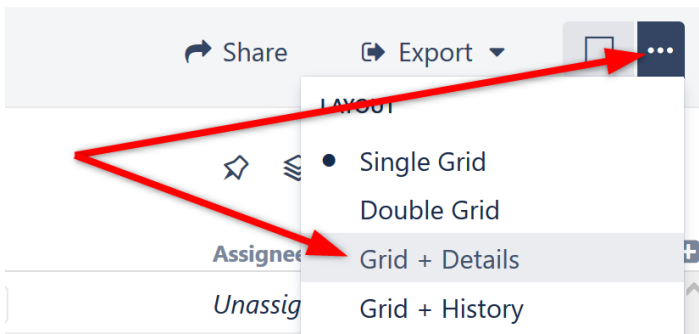 Share Export
LAYOUT
Single Grid
Double Grid
Assignee Grid + Details
Unassig Grid + History